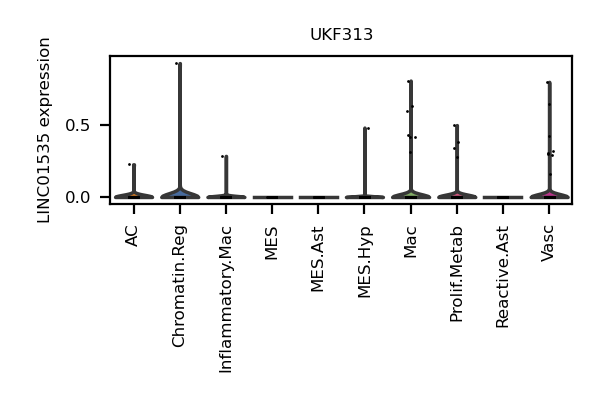 UKF313
LINC01535 expression
0.5
0.0
AC
Chromatin.Reg
Inflammatory.Mac
MES
MES.Ast
MES.Hyp
Mac
Prolif.Metab
Reactive.Ast
Vasc